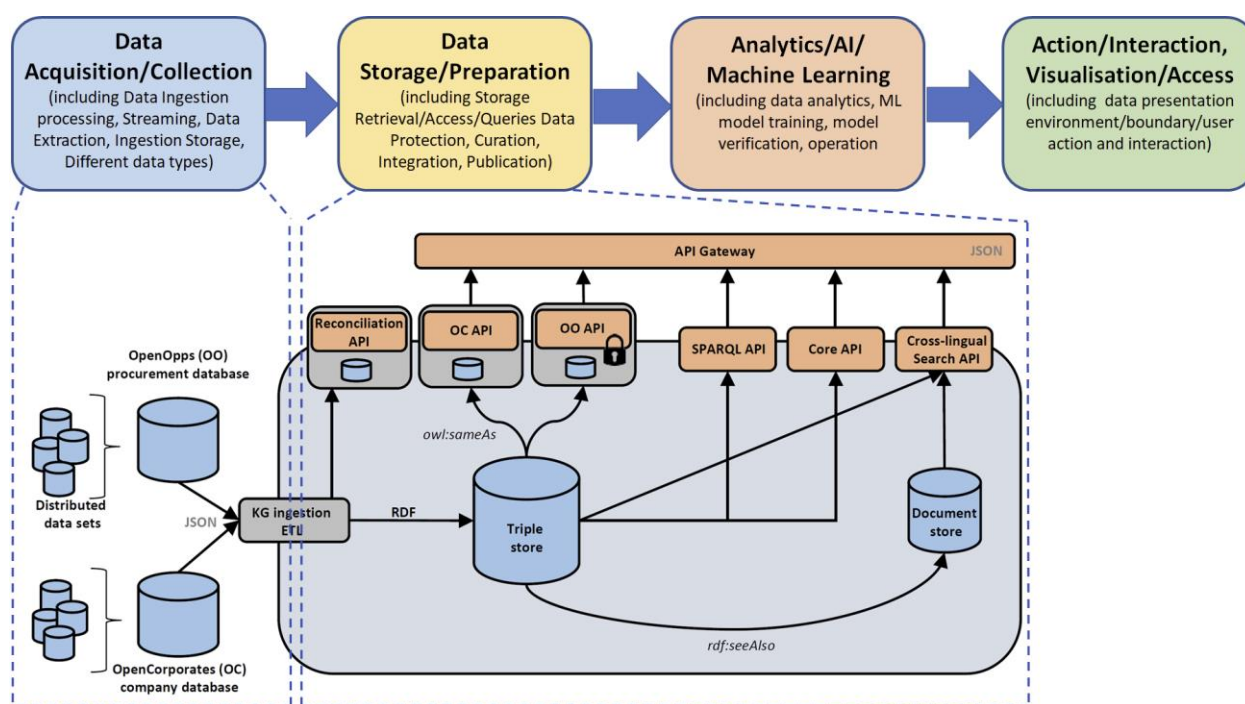 Data
Acquisition/Collection
(including Data Ingestion
processing, Streaming, Data
Extraction, Ingestion Storage,
Different data types)
Data
Storage/Preparation
(including Storage
Retrieval/Access/Queries Data
Protection, Curation,
Integration, Publication)
Analytics/AI/
Machine Learning
(including data analytics, ML
model training, model
verification, operation
Action/Interaction,
Visualisation/Access
(including data presentation
environment/boundary/user
action and interaction)
API Gateway
JSON
Reconciliation
API
OC API
OO API
SPARQL API
Core API
Cross-lingual
Search API
OpenOpps (OO)
procurement database
owl:sameAs
Distributed
data sets
JSON
KG ingestion
ETL
RDF
Triple
store
Document
store
rdf:seeAlso
OpenCorporates (OC)
company database